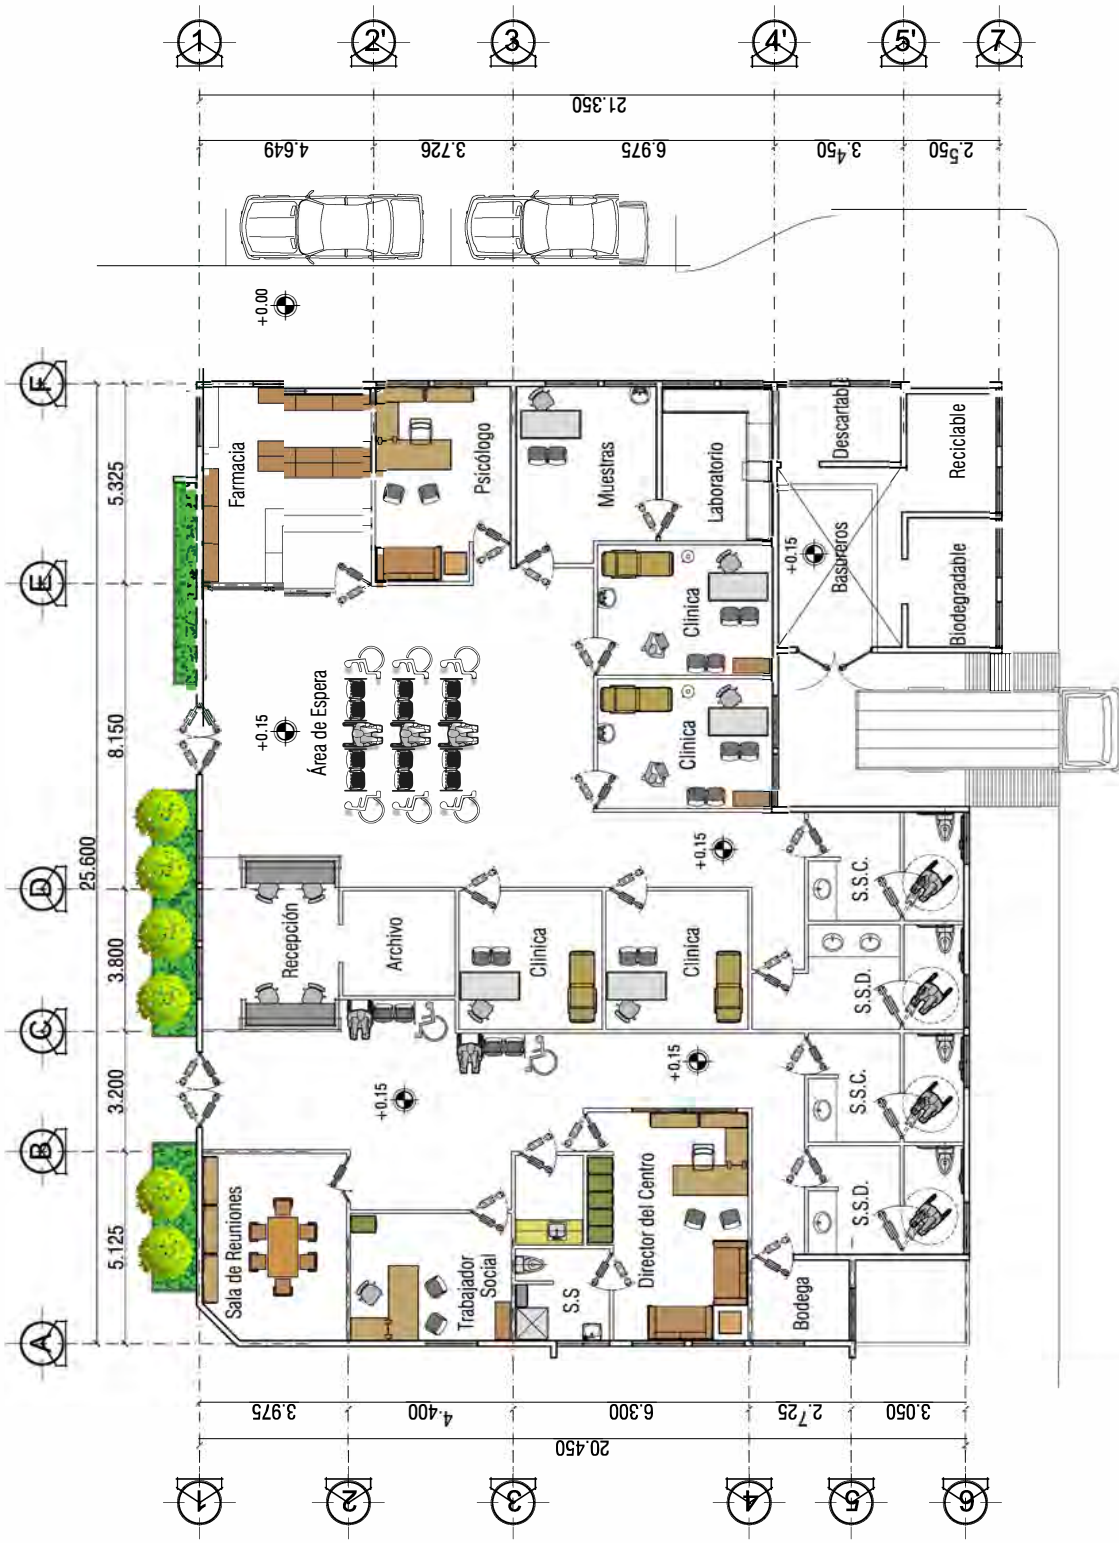 1
2'
3
4'
5'
7
21.350
4.649
3.726
6.975
3.450
2.550
+0.00
F
E
D
C
B
A
5.325
8.150
3.800
3.200
5.125
25.600
Farmacia
Psicólogo
Muestras
Laboratorio
Descartable
Reciclable
Basureros
+0.15
Biodegradable
Clínica
Clínica
+0.15
Área de Espera
+0.15
Recepción
Archivo
Clínica
Clínica
S.S.C.
S.S.D.
+0.15
+0.15
S.S.C.
S.S.D.
Sala de Reuniones
Trabajador
Social
S.S
Director del Centro
Bodega
3.975
4.400
6.300
2.725
3.050
20.450
1
2
3
4
5
6